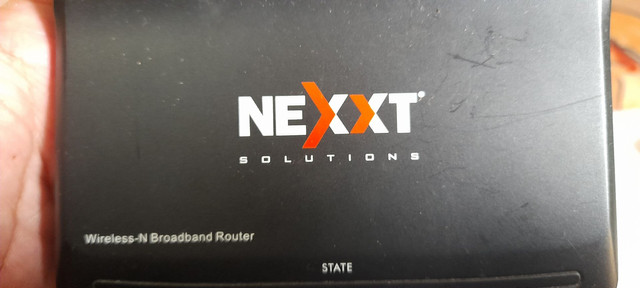 NEXXT®
SOLUTIONS
Wireless-N Broadband Router
STATE